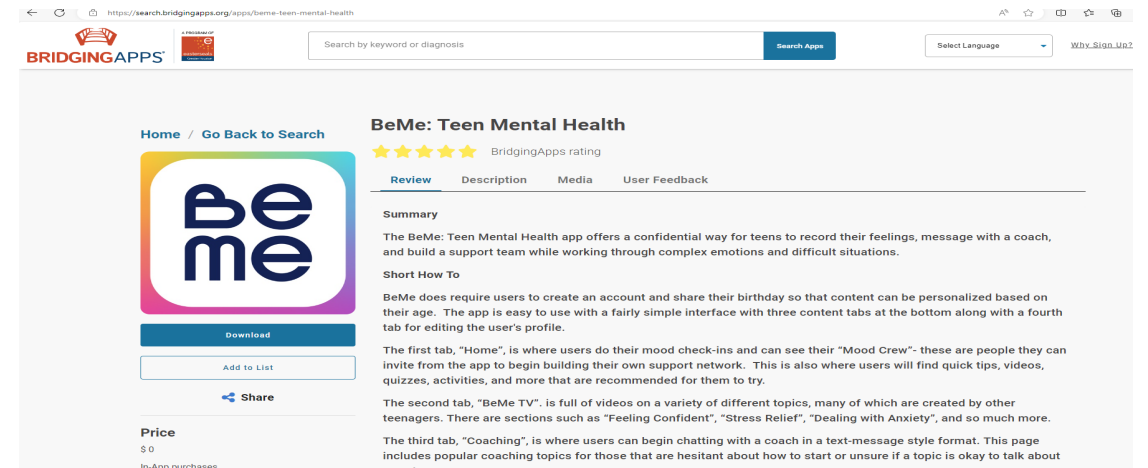 https://search.bridgingapps.org/apps/beme-teen-mental-health
A PROGRAM OF
BRIDGINGAPPS
Search by keyword or diagnosis
Search Apps
Select Language
Why Sign Up?
Home / Go Back to Search
Be
me
Download
Add to List
Share
Price
$ 0
In-App purchases
BeMe: Teen Mental Health
BridgingApps rating
Review Description Media User Feedback
Summary
The BeMe: Teen Mental Health app offers a confidential way for teens to record their feelings, message with a coach,
and build a support team while working through complex emotions and difficult situations.
Short How To
BeMe does require users to create an account and share their birthday so that content can be personalized based on
their age. The app is easy to use with a fairly simple interface with three content tabs at the bottom along with a fourth
tab for editing the user's profile.
The first tab, “Home”, is where users do their mood check-ins and can see their “Mood Crew”- these are people they can
invite from the app to begin building their own support network. This is also where users will find quick tips, videos,
quizzes, activities, and more that are recommended for them to try.
The second tab, “BeMe TV”. is full of videos on a variety of different topics, many of which are created by other
teenagers. There are sections such as “Feeling Confident”, “Stress Relief”, “Dealing with Anxiety”, and so much more.
The third tab, “Coaching”, is where users can begin chatting with a coach in a text-message style format. This page
includes popular coaching topics for those that are hesitant about how to start or unsure if a topic is okay to talk about